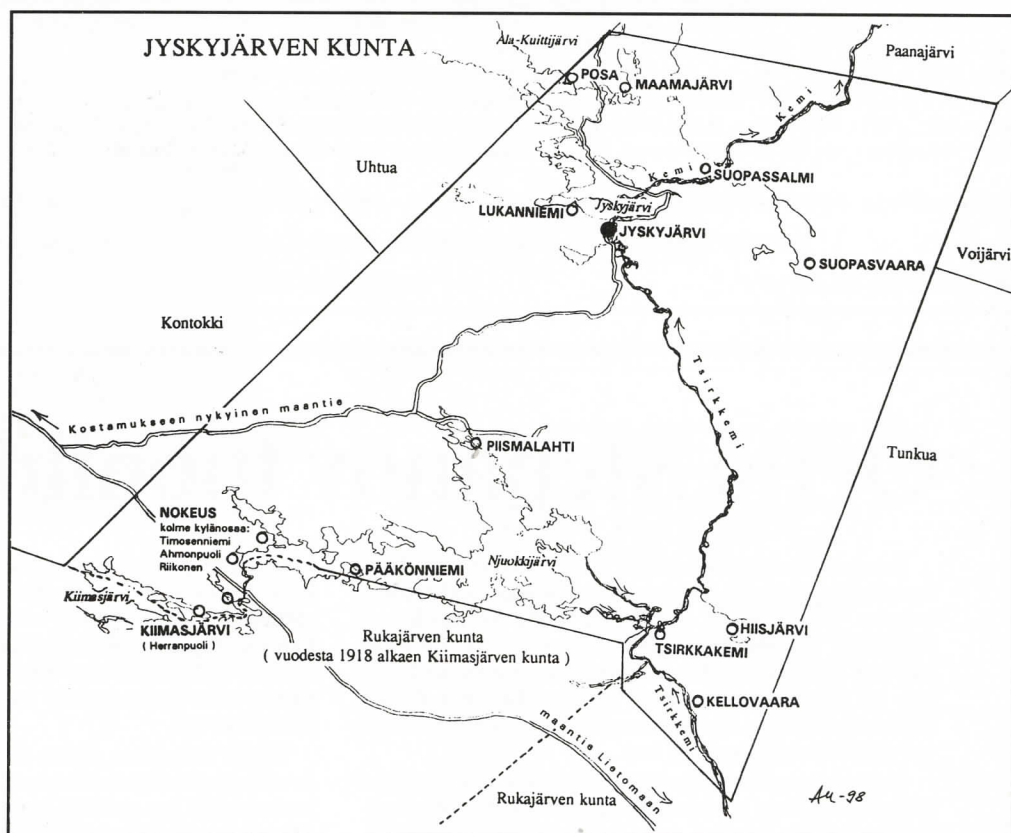 JYSKYJÄRVEN KUNTA
Ala-Kuittijärvi
Paanajärvi
POSA
MAAMAJÄRVI
Kemi
Uhtua
Kemi
SUOPASSALMI
LUKANNIEMI
Jyskyjärvi
JYSKYJÄRVI
Voijärvi
SUOPASVAARA
Kontokki
Tsirkkemi
Kostamukseen nykyinen maantie
PIISMALAHTI
Tunkua
NOKEUS
kolme kylänosaa:
Timosenniemi
Ahmonpuoli
Riikonen
Njuokkijärvi
PÄÄKÖNNIEMI
Kiimasjärvi
KIIMASJÄRVI
( Herranpuoli )
HIISJÄRVI
TSIRKKAKEMI
Rukajärven kunta
( vuodesta 1918 alkaen Kiimasjärven kunta )
Tsirkkemi
KELLOVAARA
maantie Lietomaan
Rukajärven kunta
AM-98